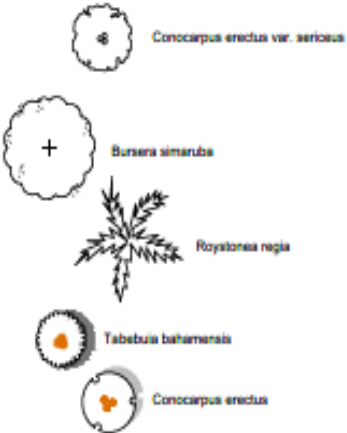 Conocarpus erectus var. sericeus
Bursera simaruba
Roystonea regia
Tabebuia bahamensis
Conocarpus erectus